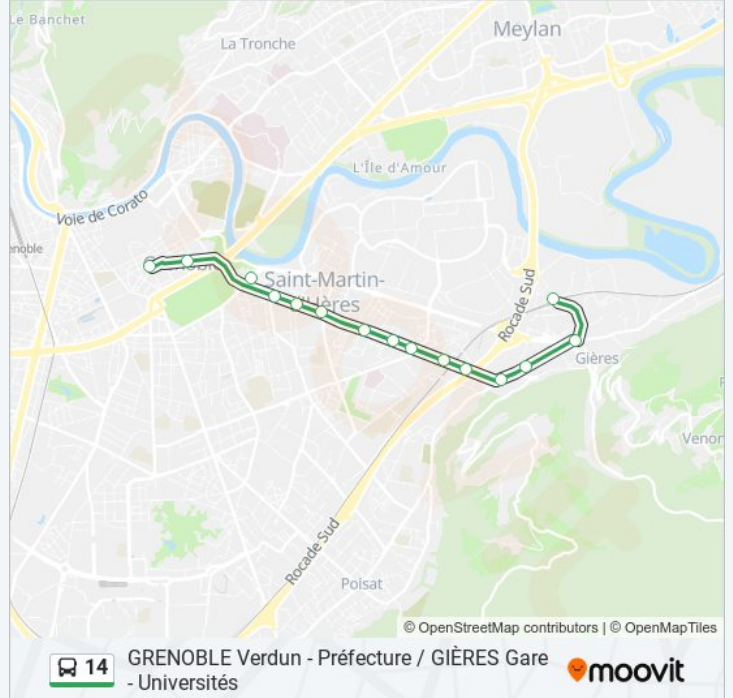 Le Banchet
La Tronche
Meylan
L'Île d'Amour
Voie de Corato
enoble
Saint-Martin-
Hères
Rocade Sud
Gières
Venon
Rocade Sud
Poisat
© OpenStreetMap contributors | © OpenMapTiles
14
GRENOBLE Verdun - Préfecture / GIÈRES Gare
- Universités
moovit